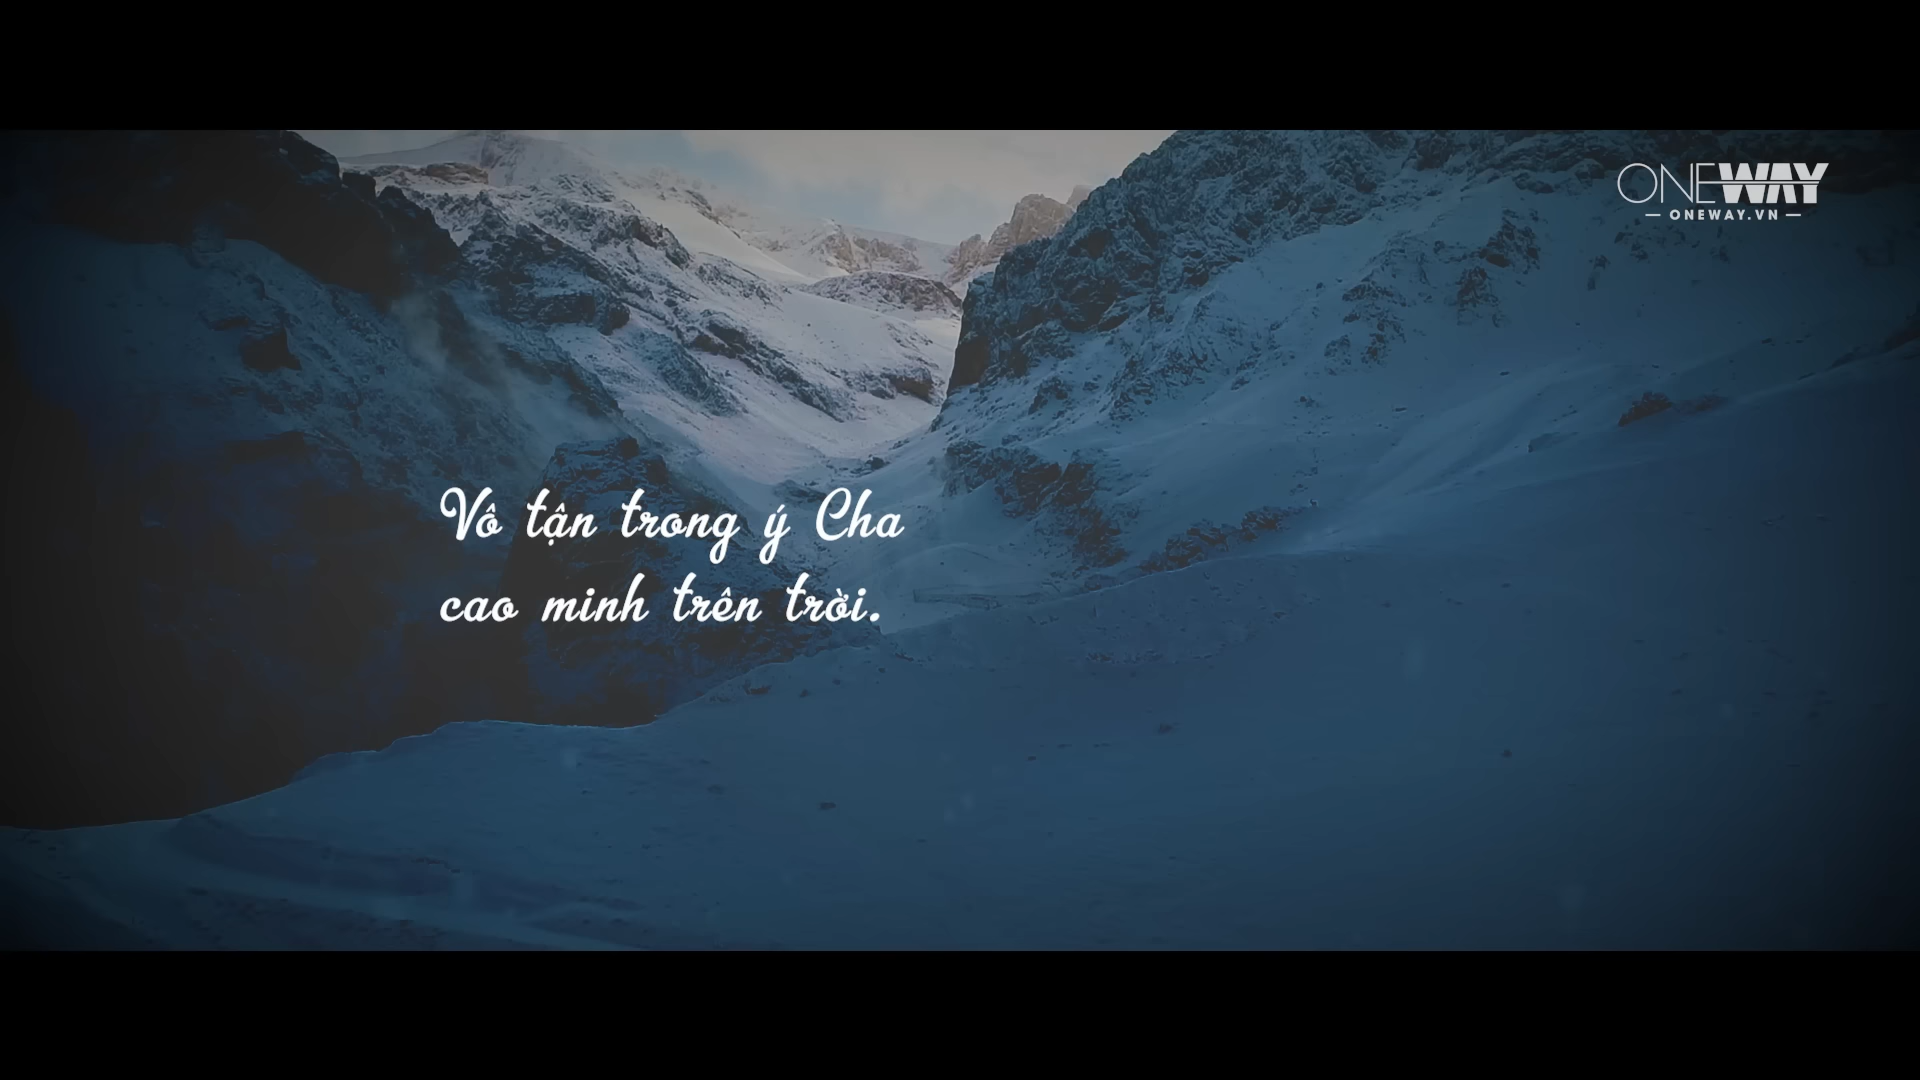 ONEWAY
— ONEWAY.VN —
Vô tận trong ý Cha
cao minh trên trời.